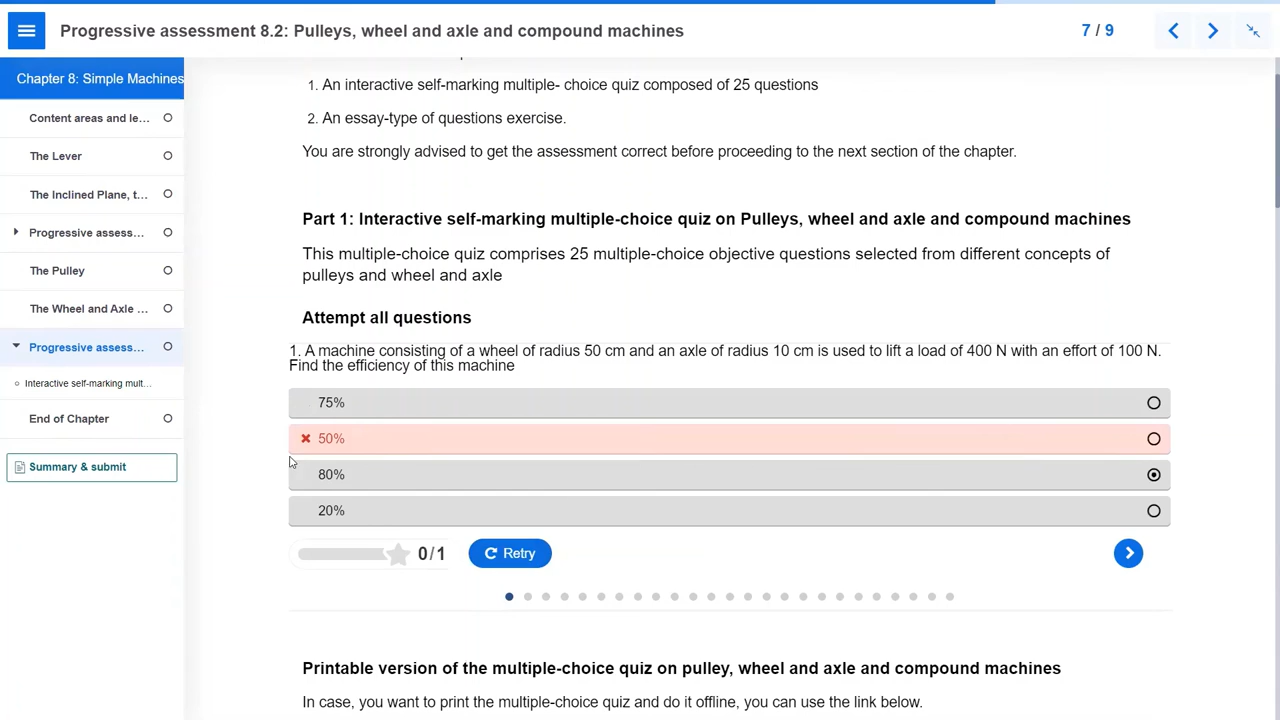 Progressive assessment 8.2: Pulleys, wheel and axle and compound machines
7 / 9
Chapter 8: Simple Machines
Content areas and le...
The Lever
The Inclined Plane, t...
Progressive assess...
The Pulley
The Wheel and Axle ...
Progressive assess...
Interactive self-marking mult...
End of Chapter
Summary & submit
1. An interactive self-marking multiple- choice quiz composed of 25 questions
2. An essay-type of questions exercise.
You are strongly advised to get the assessment correct before proceeding to the next section of the chapter.
Part 1: Interactive self-marking multiple-choice quiz on Pulleys, wheel and axle and compound machines
This multiple-choice quiz comprises 25 multiple-choice objective questions selected from different concepts of
pulleys and wheel and axle
Attempt all questions
1. A machine consisting of a wheel of radius 50 cm and an axle of radius 10 cm is used to lift a load of 400 N with an effort of 100 N.
Find the efficiency of this machine
75%
50%
80%
20%
0/1
Retry
Printable version of the multiple-choice quiz on pulley, wheel and axle and compound machines
In case, you want to print the multiple-choice quiz and do it offline, you can use the link below.